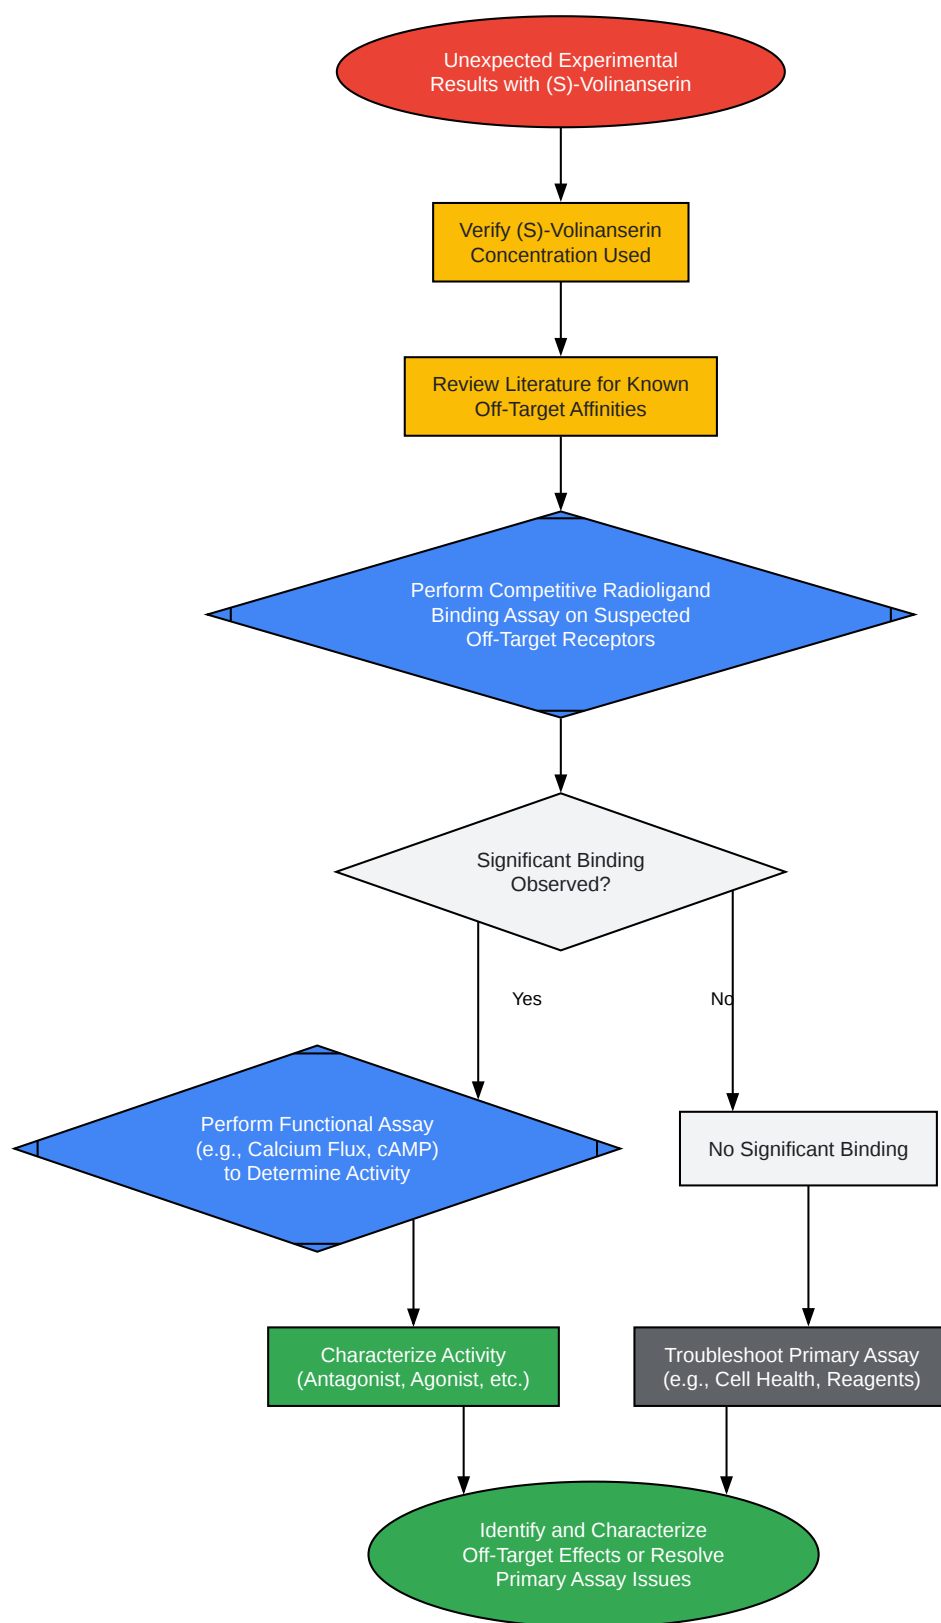 Unexpected Experimental
Results with (S)-Volinanserin
Verify (S)-Volinanserin
Concentration Used
Review Literature for Known
Off-Target Affinities
Perform Competitive Radioligand
Binding Assay on Suspected
Off-Target Receptors
Significant Binding
Observed?
Yes
No
Perform Functional Assay
(e.g., Calcium Flux, cAMP)
to Determine Activity
No Significant Binding
Characterize Activity
(Antagonist, Agonist, etc.)
Troubleshoot Primary Assay
(e.g., Cell Health, Reagents)
Identify and Characterize
Off-Target Effects or Resolve
Primary Assay Issues